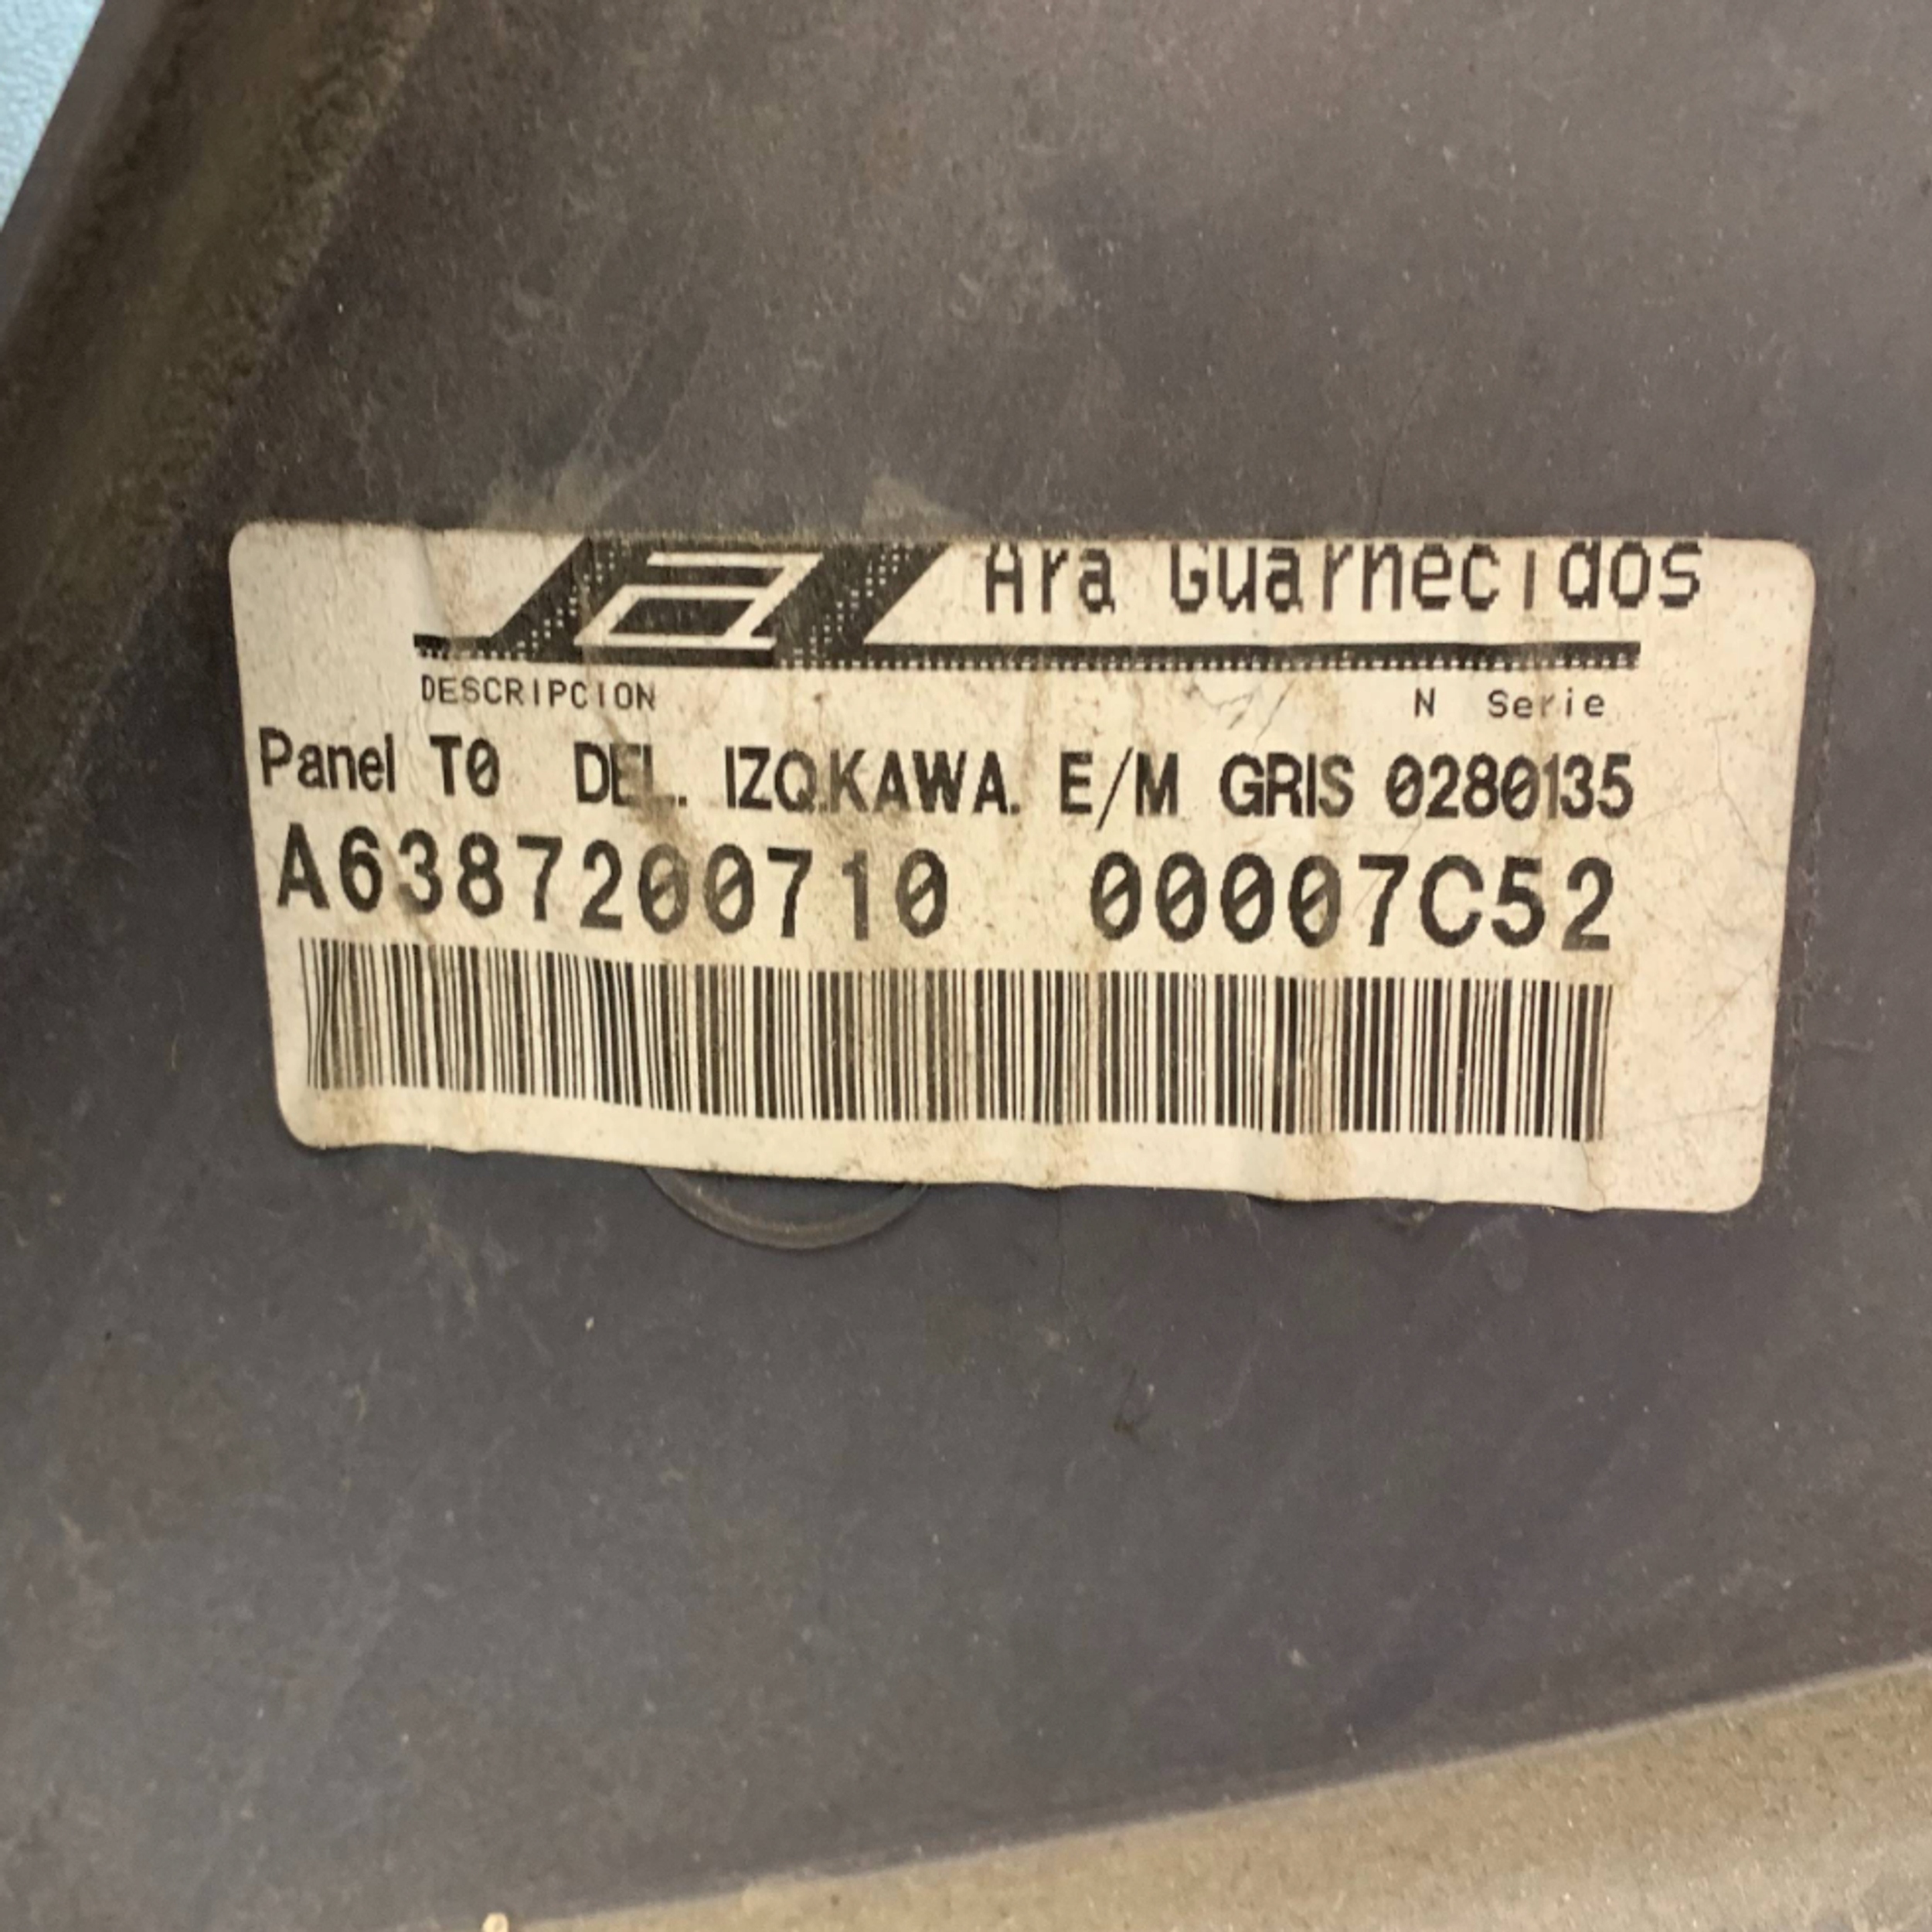 a Ara Guarnecidos
DESCRIPCION N Serie
Panel T0 DEL. IZQ.KAWA. E/M GRIS 0280135
A6387200710 00007C52